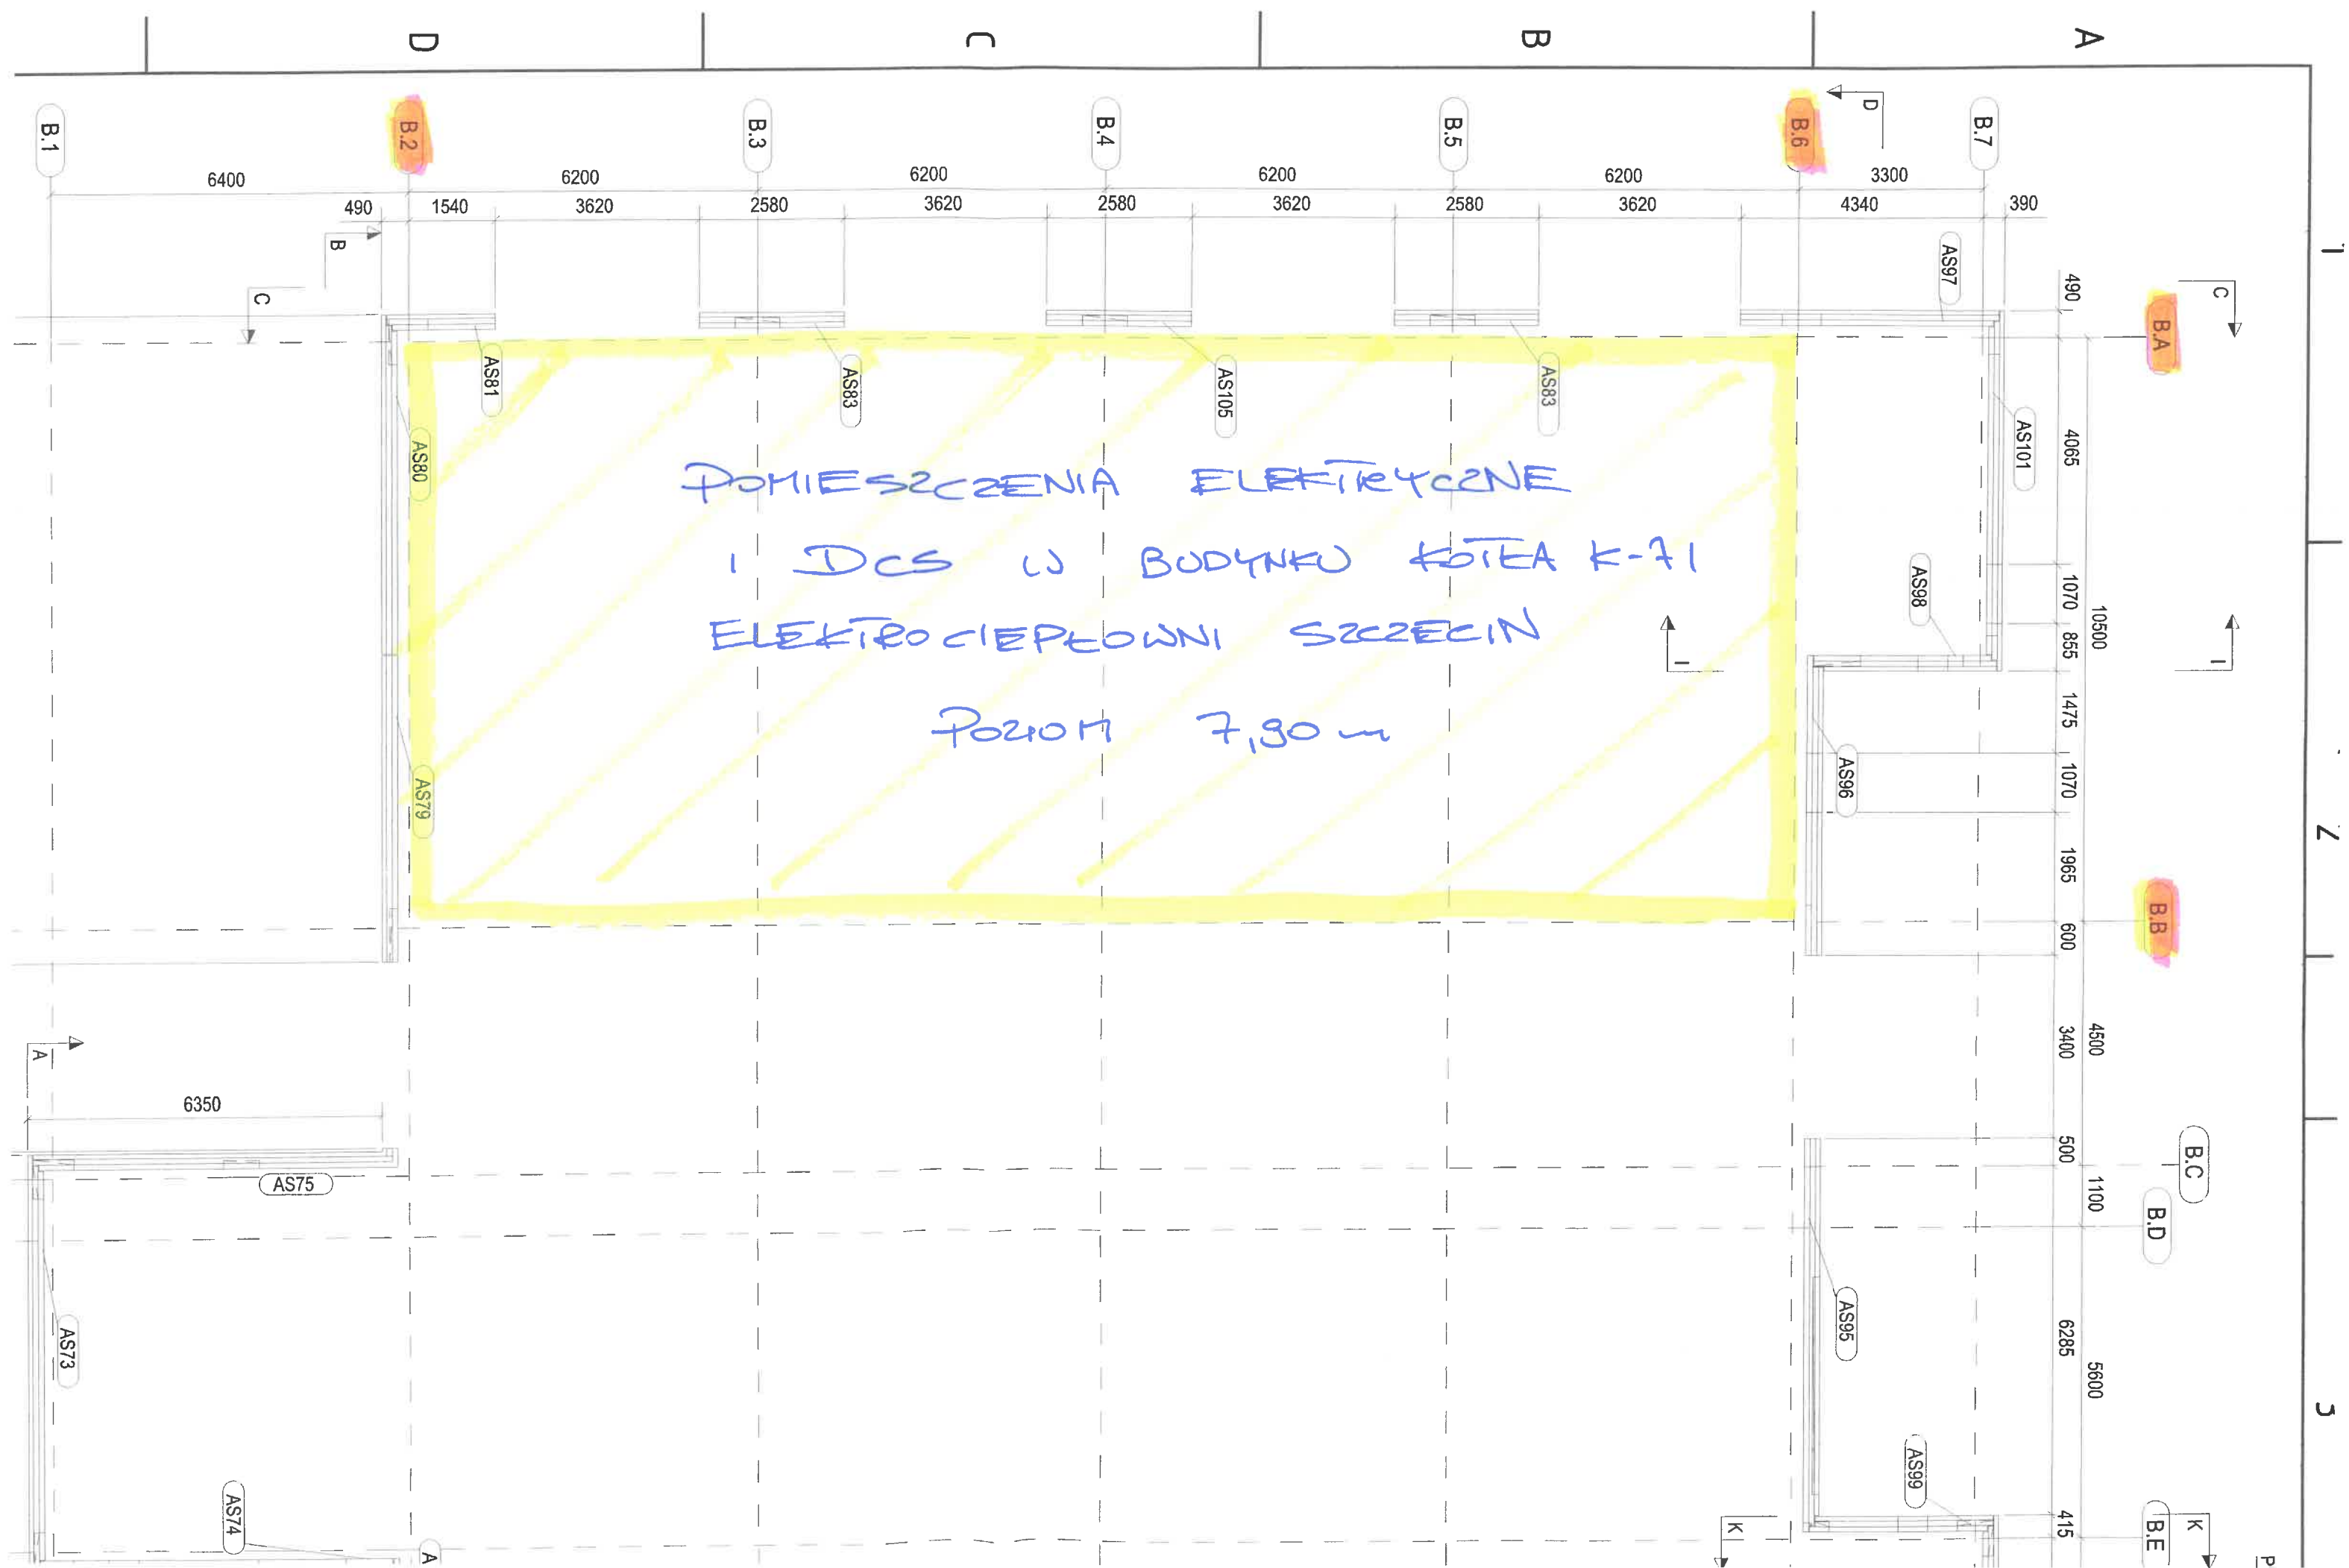 D
C
B
A
1
2
3
B.1
B.2
B.3
B.4
B.5
B.6
B.7
D
6400
6200
6200
6200
6200
3300
490
1540
3620
2580
3620
2580
3620
2580
3620
4340
390
B
C
C
AS97
490
B.A
AS81
AS83
AS105
AS83
AS101
4065
AS80
POMIESZCZENIA ELEKTRYCZNE
I DCS W BUDYNKU KOTŁA K-71
ELEKTROCIEPŁOWNI SZCZECIN
POZIOM 7,90 m
AS98
1070
10500
855
I
I
1475
AS79
AS96
1070
1965
B.B
600
A
4500
3400
6350
500
B.C
AS75
1100
B.D
AS73
AS95
6285
5600
AS74
A
AS99
415
K
K
B.E
P